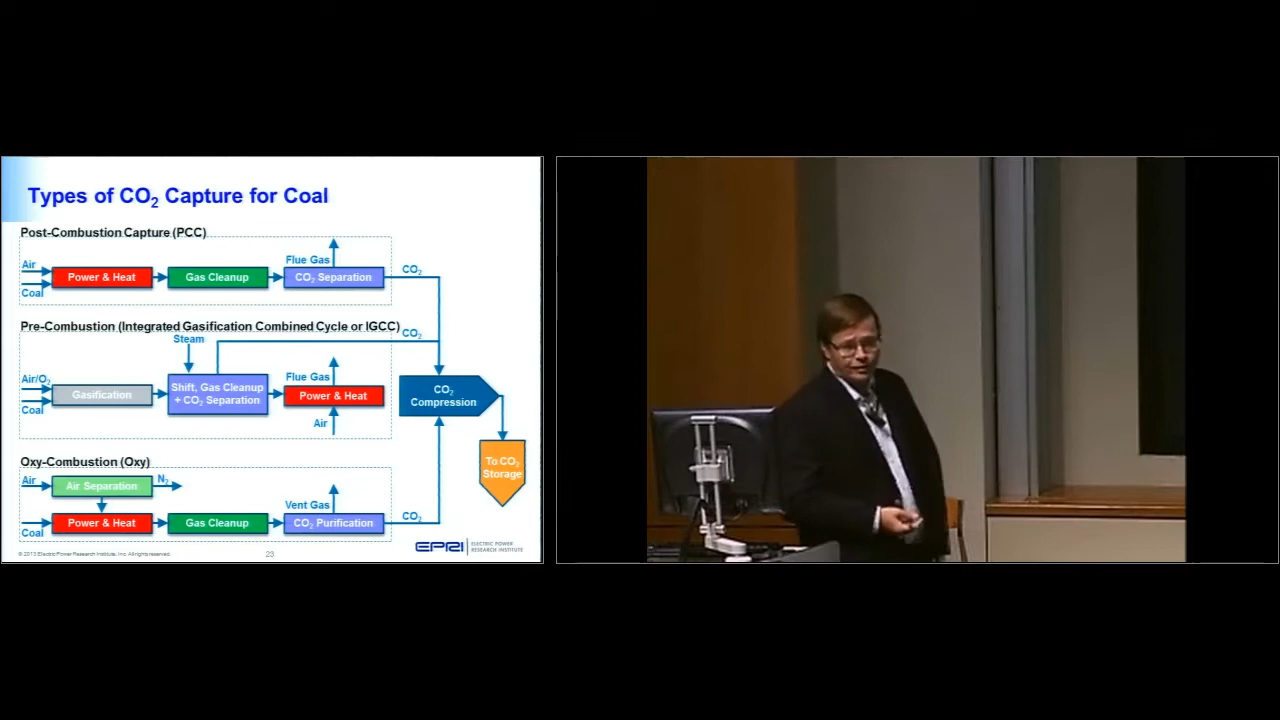 Types of CO2 Capture for Coal
Post-Combustion Capture (PCC)
Air
Coal
Power & Heat
Gas Cleanup
Flue Gas
CO2 Separation
CO2
Pre-Combustion (Integrated Gasification Combined Cycle or IGCC)
Steam
CO2
Air/O2
Coal
Gasification
Shift, Gas Cleanup
+ CO2 Separation
Flue Gas
Power & Heat
Air
CO2
Compression
To CO2
Storage
Oxy-Combustion (Oxy)
Air
Air Separation
N2
Coal
Power & Heat
Gas Cleanup
Vent Gas
CO2 Purification
CO2
© 2013 Electric Power Research Institute, Inc. All rights reserved.
23
EPRI
ELECTRIC POWER
RESEARCH INSTITUTE